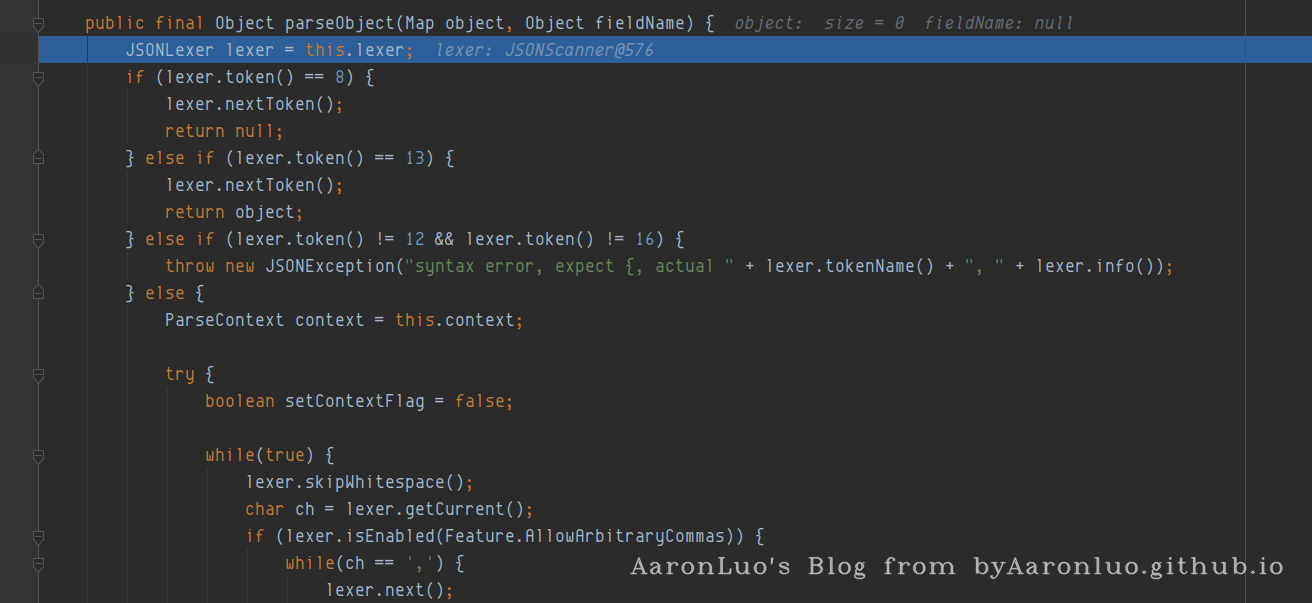 public final Object parseObject(Map object, Object fieldName) {  object:  size = 0  fieldName: null
JSONLexer lexer = this.lexer;  lexer: JSONScanner@576
if (lexer.token() == 8) {
lexer.nextToken();
return null;
} else if (lexer.token() == 13) {
lexer.nextToken();
return object;
} else if (lexer.token() != 12 && lexer.token() != 16) {
throw new JSONException("syntax error, expect {, actual " + lexer.tokenName() + ", " + lexer.info());
} else {
ParseContext context = this.context;
try {
boolean setContextFlag = false;
while(true) {
lexer.skipWhitespace();
char ch = lexer.getCurrent();
if (lexer.isEnabled(Feature.AllowArbitraryCommas)) {
while(ch == ',') {
lexer.next();
AaronLuo's Blog from byAaronluo.github.io